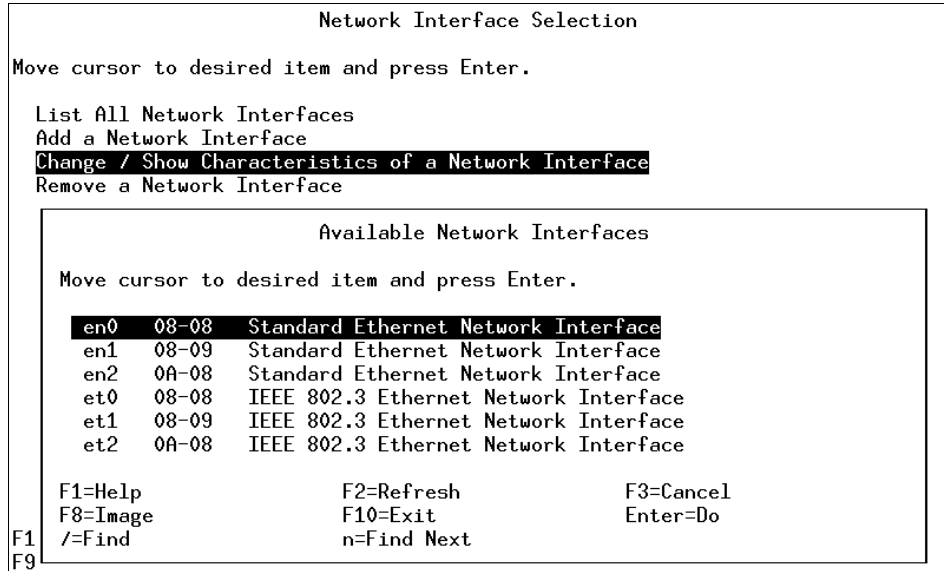 Network Interface Selection
Move cursor to desired item and press Enter.
List All Network Interfaces
Add a Network Interface
Change / Show Characteristics of a Network Interface
Remove a Network Interface
Available Network Interfaces
Move cursor to desired item and press Enter.
en0 08-08 Standard Ethernet Network Interface
en1 08-09 Standard Ethernet Network Interface
en2 0A-08 Standard Ethernet Network Interface
et0 08-08 IEEE 802.3 Ethernet Network Interface
et1 08-09 IEEE 802.3 Ethernet Network Interface
et2 0A-08 IEEE 802.3 Ethernet Network Interface
F1=Help F2=Refresh F3=Cancel
F8=Image F10=Exit Enter=Do
F1 /=Find n=Find Next
F9